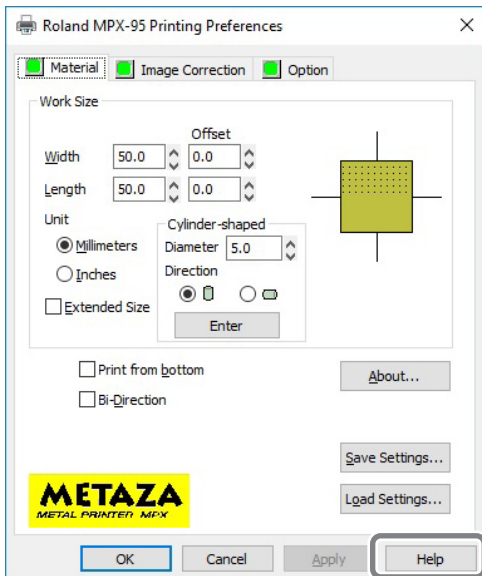 Roland MPX-95 Printing Preferences
Material Image Correction Option
Work Size
Offset
Width 50.0 0.0
Length 50.0 0.0
Unit
Millimeters
Inches
Extended Size
Cylinder-shaped
Diameter 5.0
Direction
Enter
Print from bottom
Bi-Direction
About...
Save Settings...
Load Settings...
METAZA
METAL PRINTER MPX
OK Cancel Apply Help